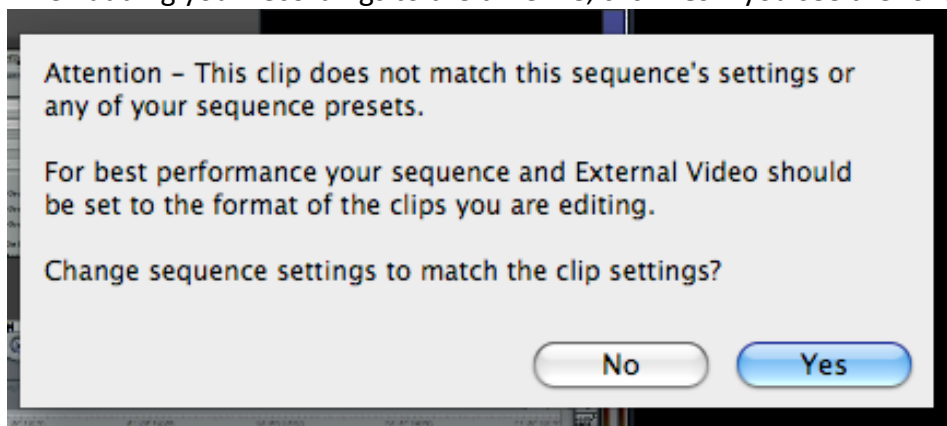 Attention – This clip does not match this sequence's settings or
any of your sequence presets.
For best performance your sequence and External Video should
be set to the format of the clips you are editing.
Change sequence settings to match the clip settings?
No Yes